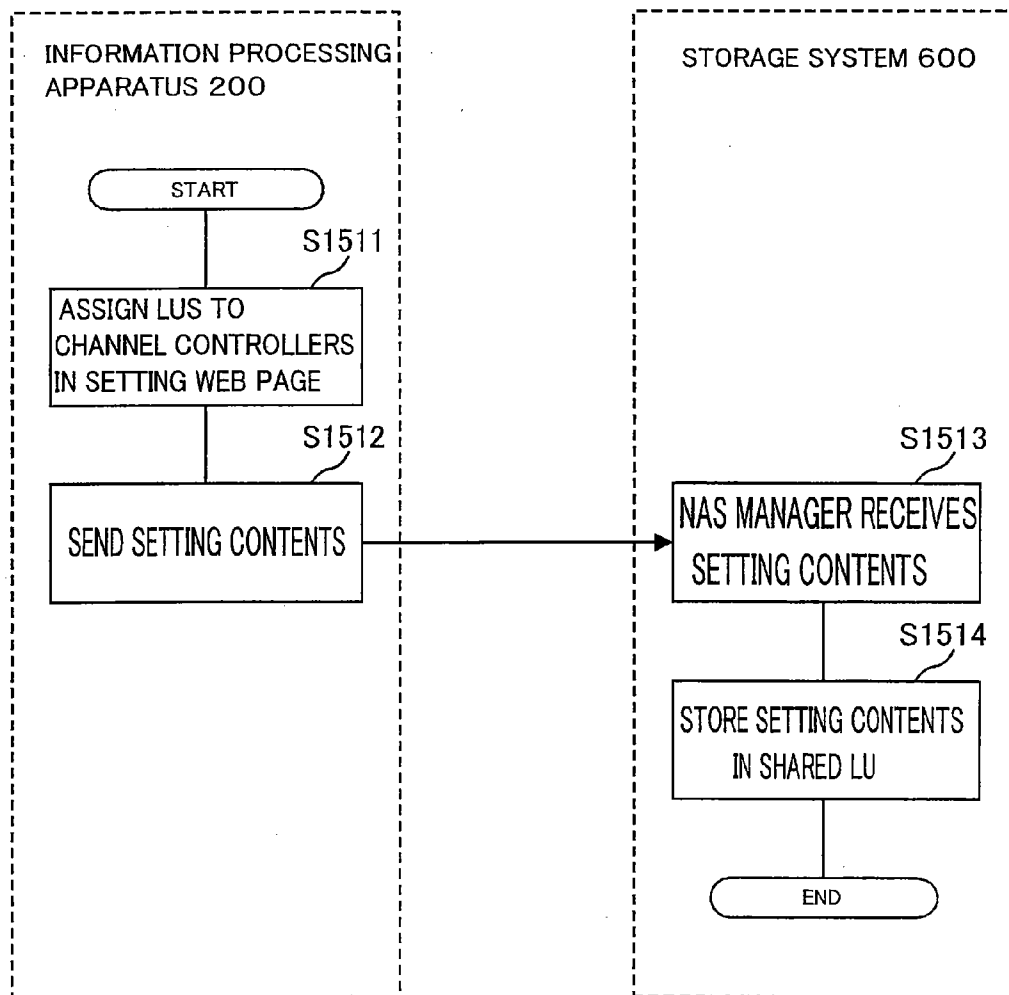 INFORMATION PROCESSING
APPARATUS 200
START
S1511
ASSIGN LUS TO
CHANNEL CONTROLLERS
IN SETTING WEB PAGE
S1512
SEND SETTING CONTENTS
STORAGE SYSTEM 600
S1513
NAS MANAGER RECEIVES
SETTING CONTENTS
S1514
STORE SETTING CONTENTS
IN SHARED LU
END